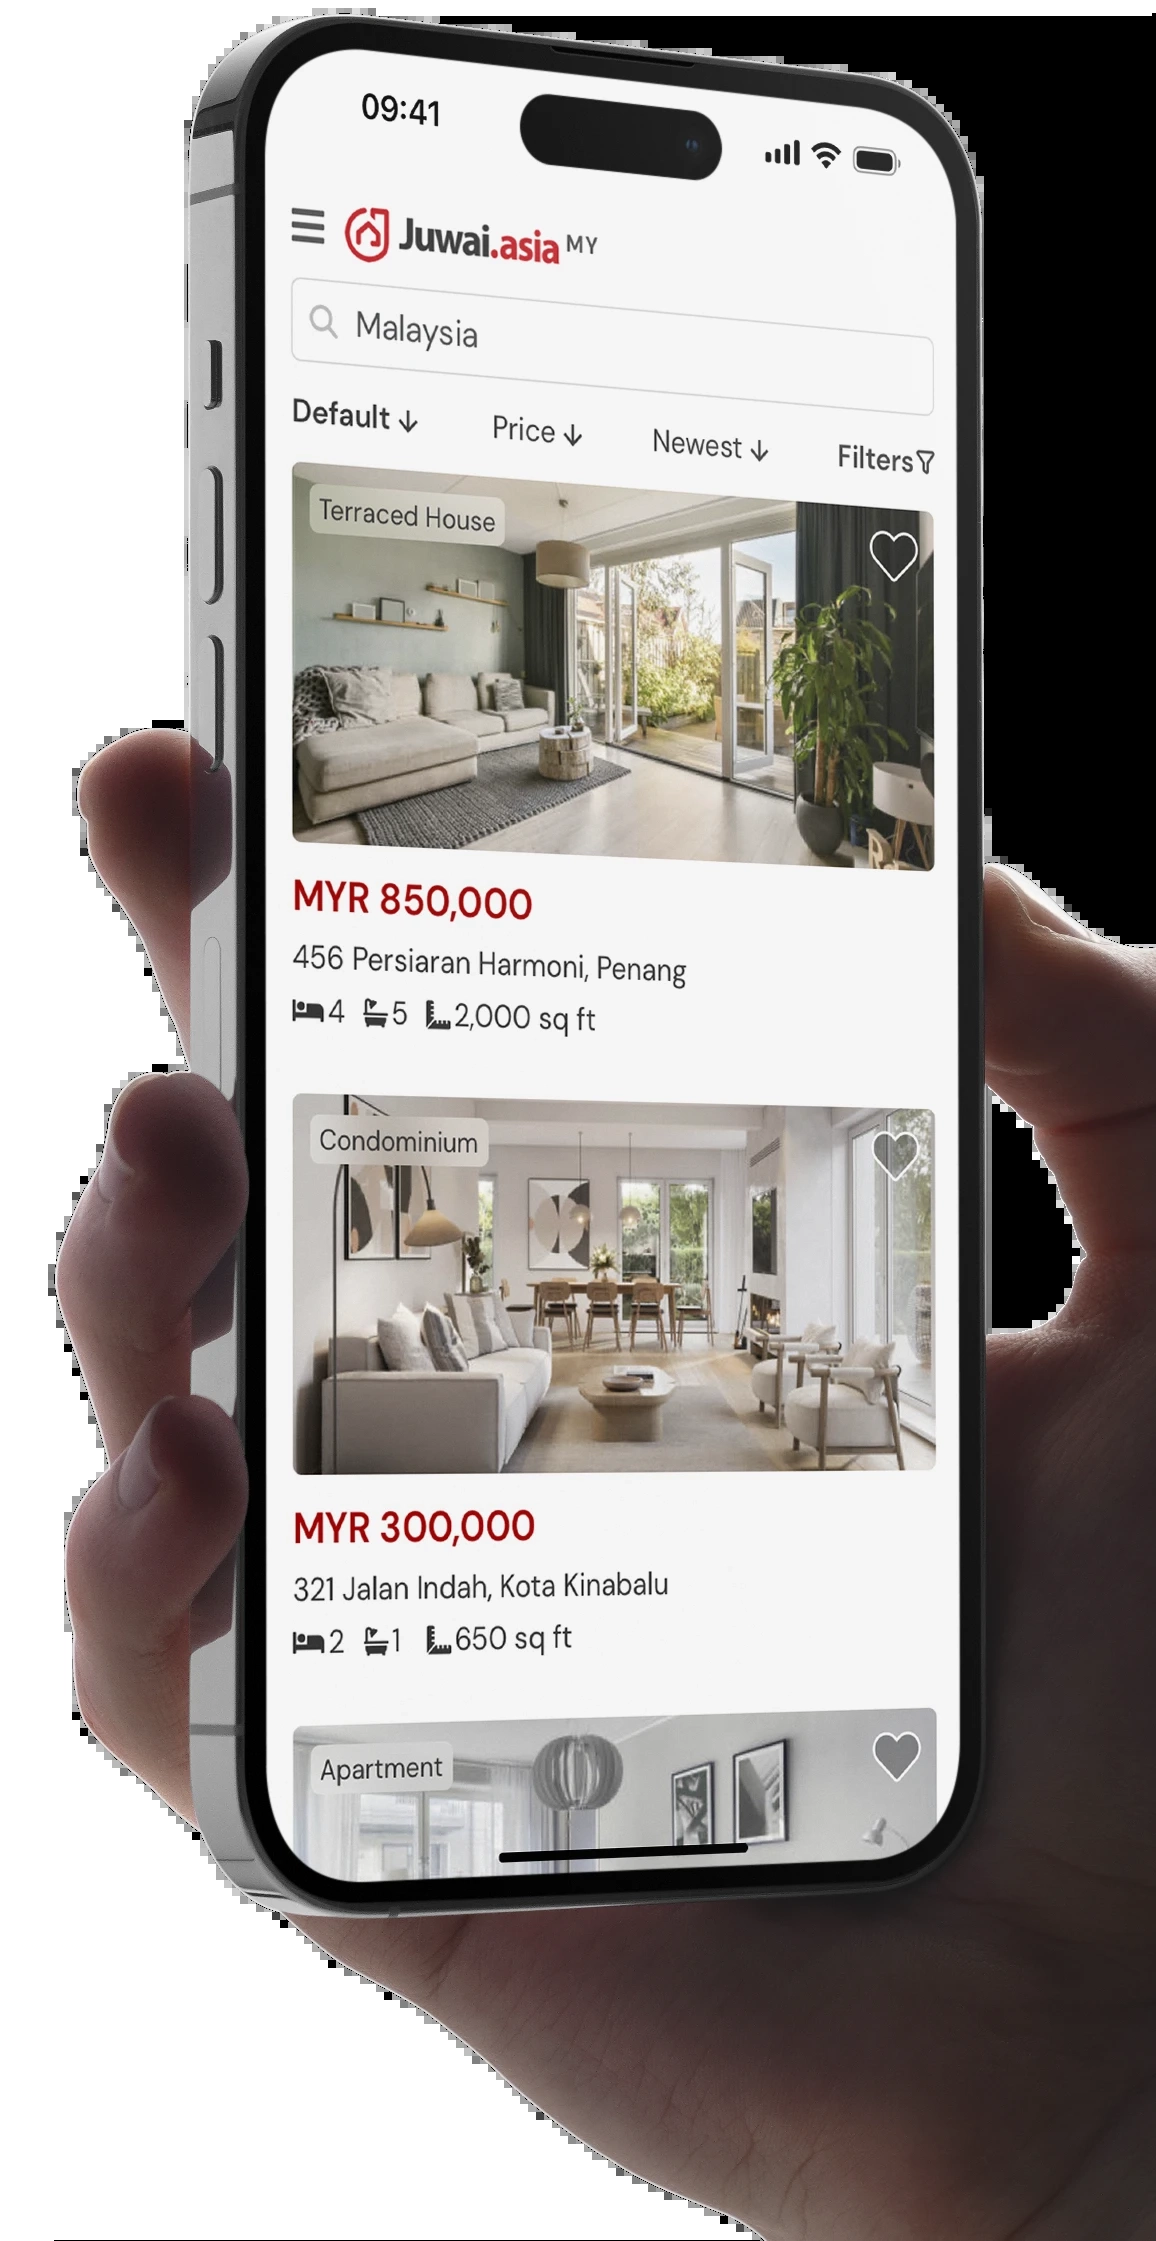 09:41
Juwai.asia MY
Malaysia
Default ↓ Price ↓ Newest ↓ Filters
Terraced House
MYR 850,000
456 Persiaran Harmoni, Penang
4 5 2,000 sq ft
Condominium
MYR 300,000
321 Jalan Indah, Kota Kinabalu
2 1 650 sq ft
Apartment